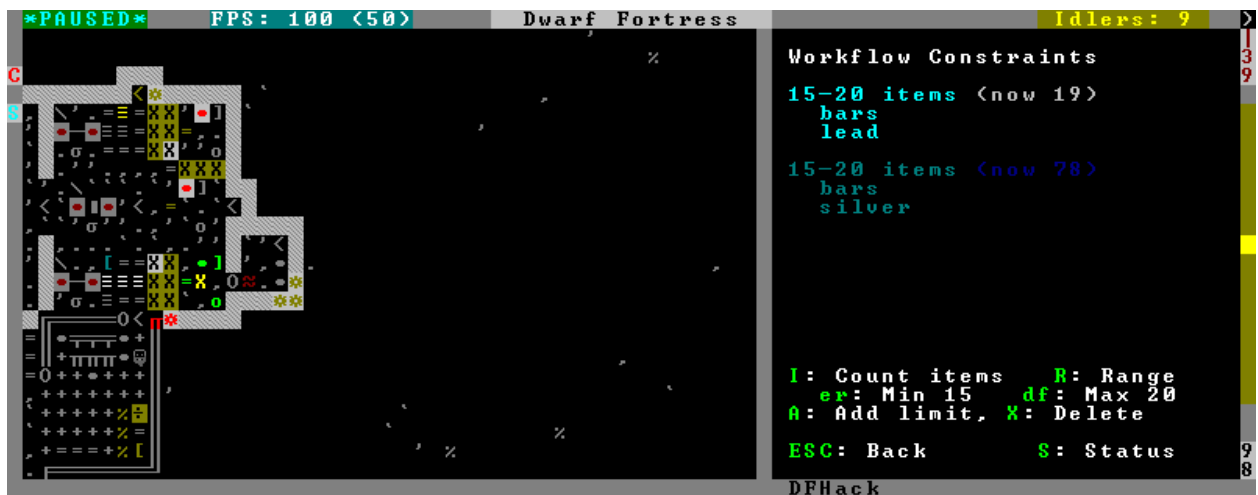 *PAUSED* FPS: 100 (50) Dwarf Fortress Idlers: 9
Workflow Constraints
15-20 items (now 19)
bars
lead
15-20 items (now 78)
bars
silver
I: Count items R: Range
er: Min 15 df: Max 20
A: Add limit, X: Delete
ESC: Back S: Status
DFHack